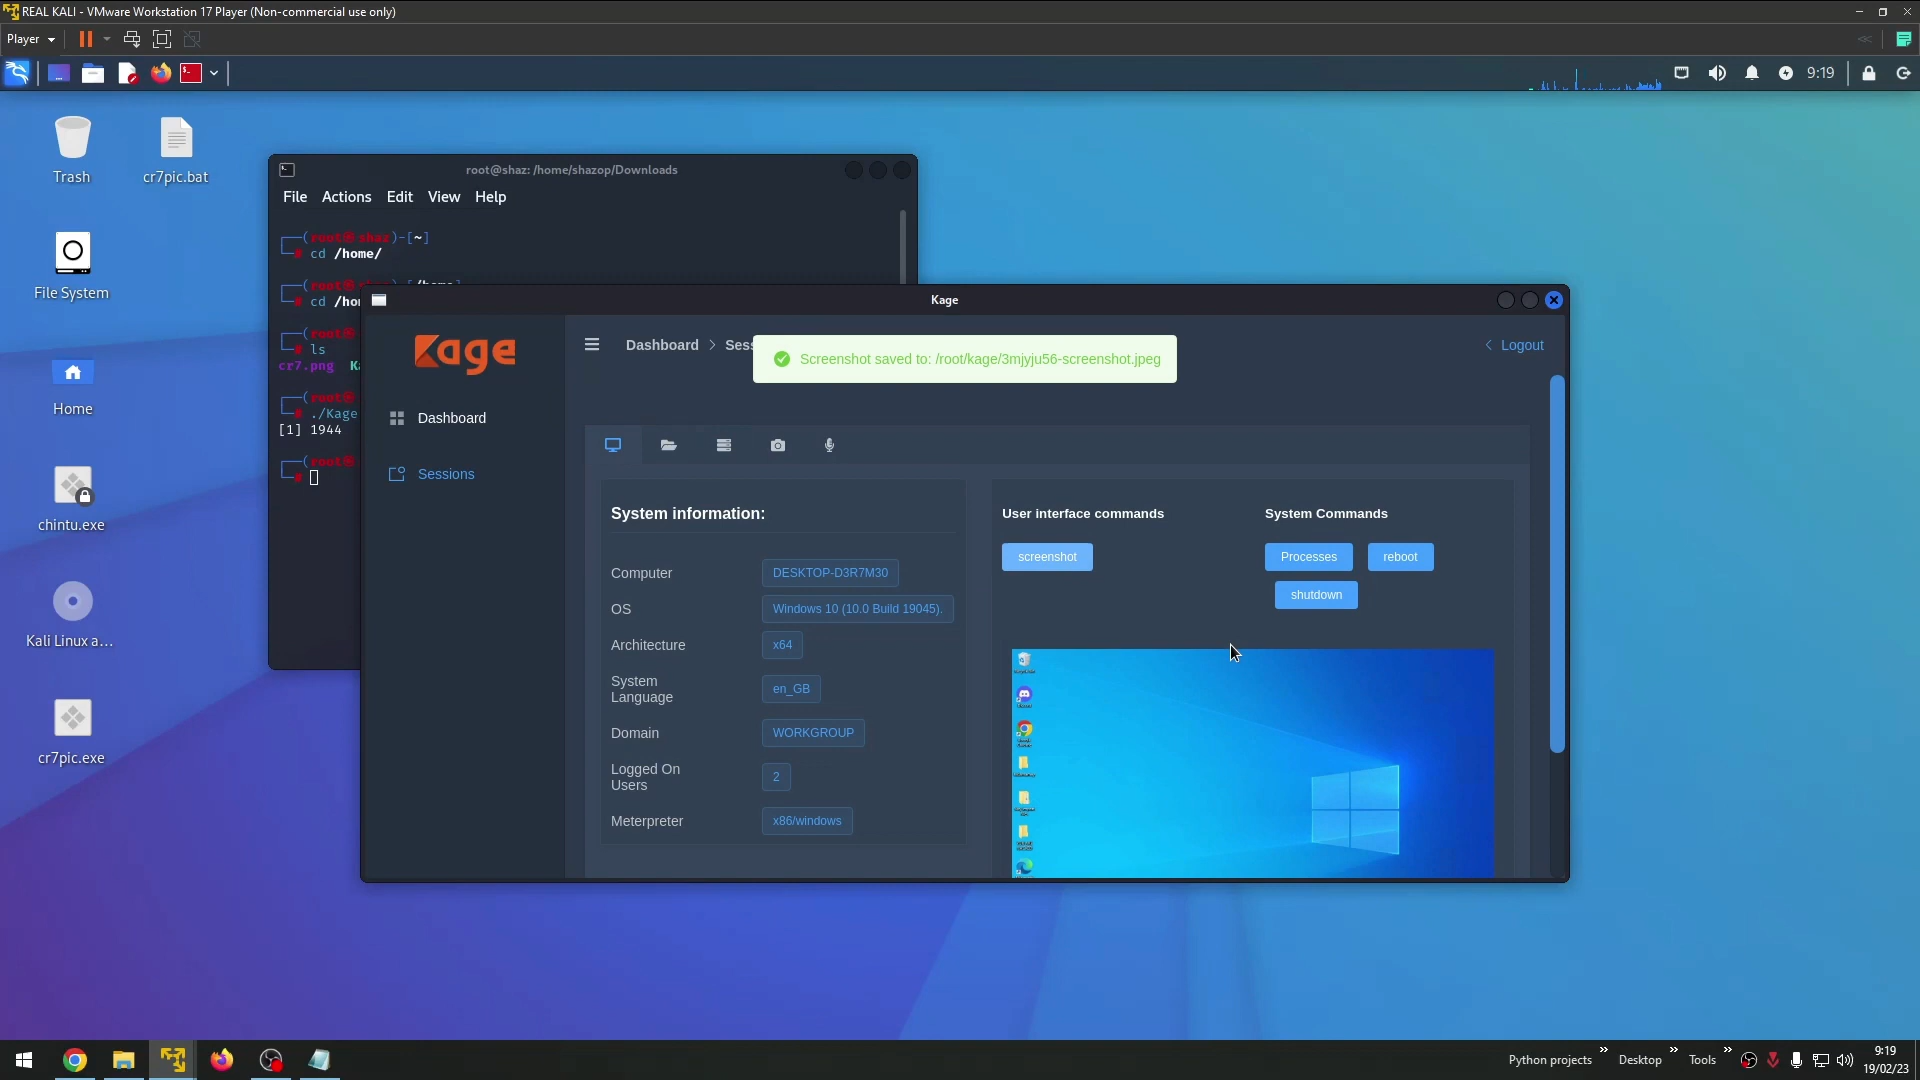 REAL KALI - VMware Workstation 17 Player (Non-commercial use only)
Player
9:19
Trash
cr7pic.bat
File System
Home
chintu.exe
Kali Linux a...
cr7pic.exe
root@shaz: /home/shazop/Downloads
File Actions Edit View Help
(root㉿shaz)-[~]
# cd /home/
# cd /hom
# ls
cr7.png
# ./Kage
[1] 1944
#
Kage
Kage
Dashboard
Sessions
Dashboard > Sess
Screenshot saved to: /root/kage/3mjyju56-screenshot.jpeg
< Logout
System information:
Computer DESKTOP-D3R7M30
OS Windows 10 (10.0 Build 19045).
Architecture x64
System Language en_GB
Domain WORKGROUP
Logged On Users 2
Meterpreter x86/windows
User interface commands
screenshot
System Commands
Processes reboot
shutdown
Python projects » Desktop » Tools »
9:19
19/02/23